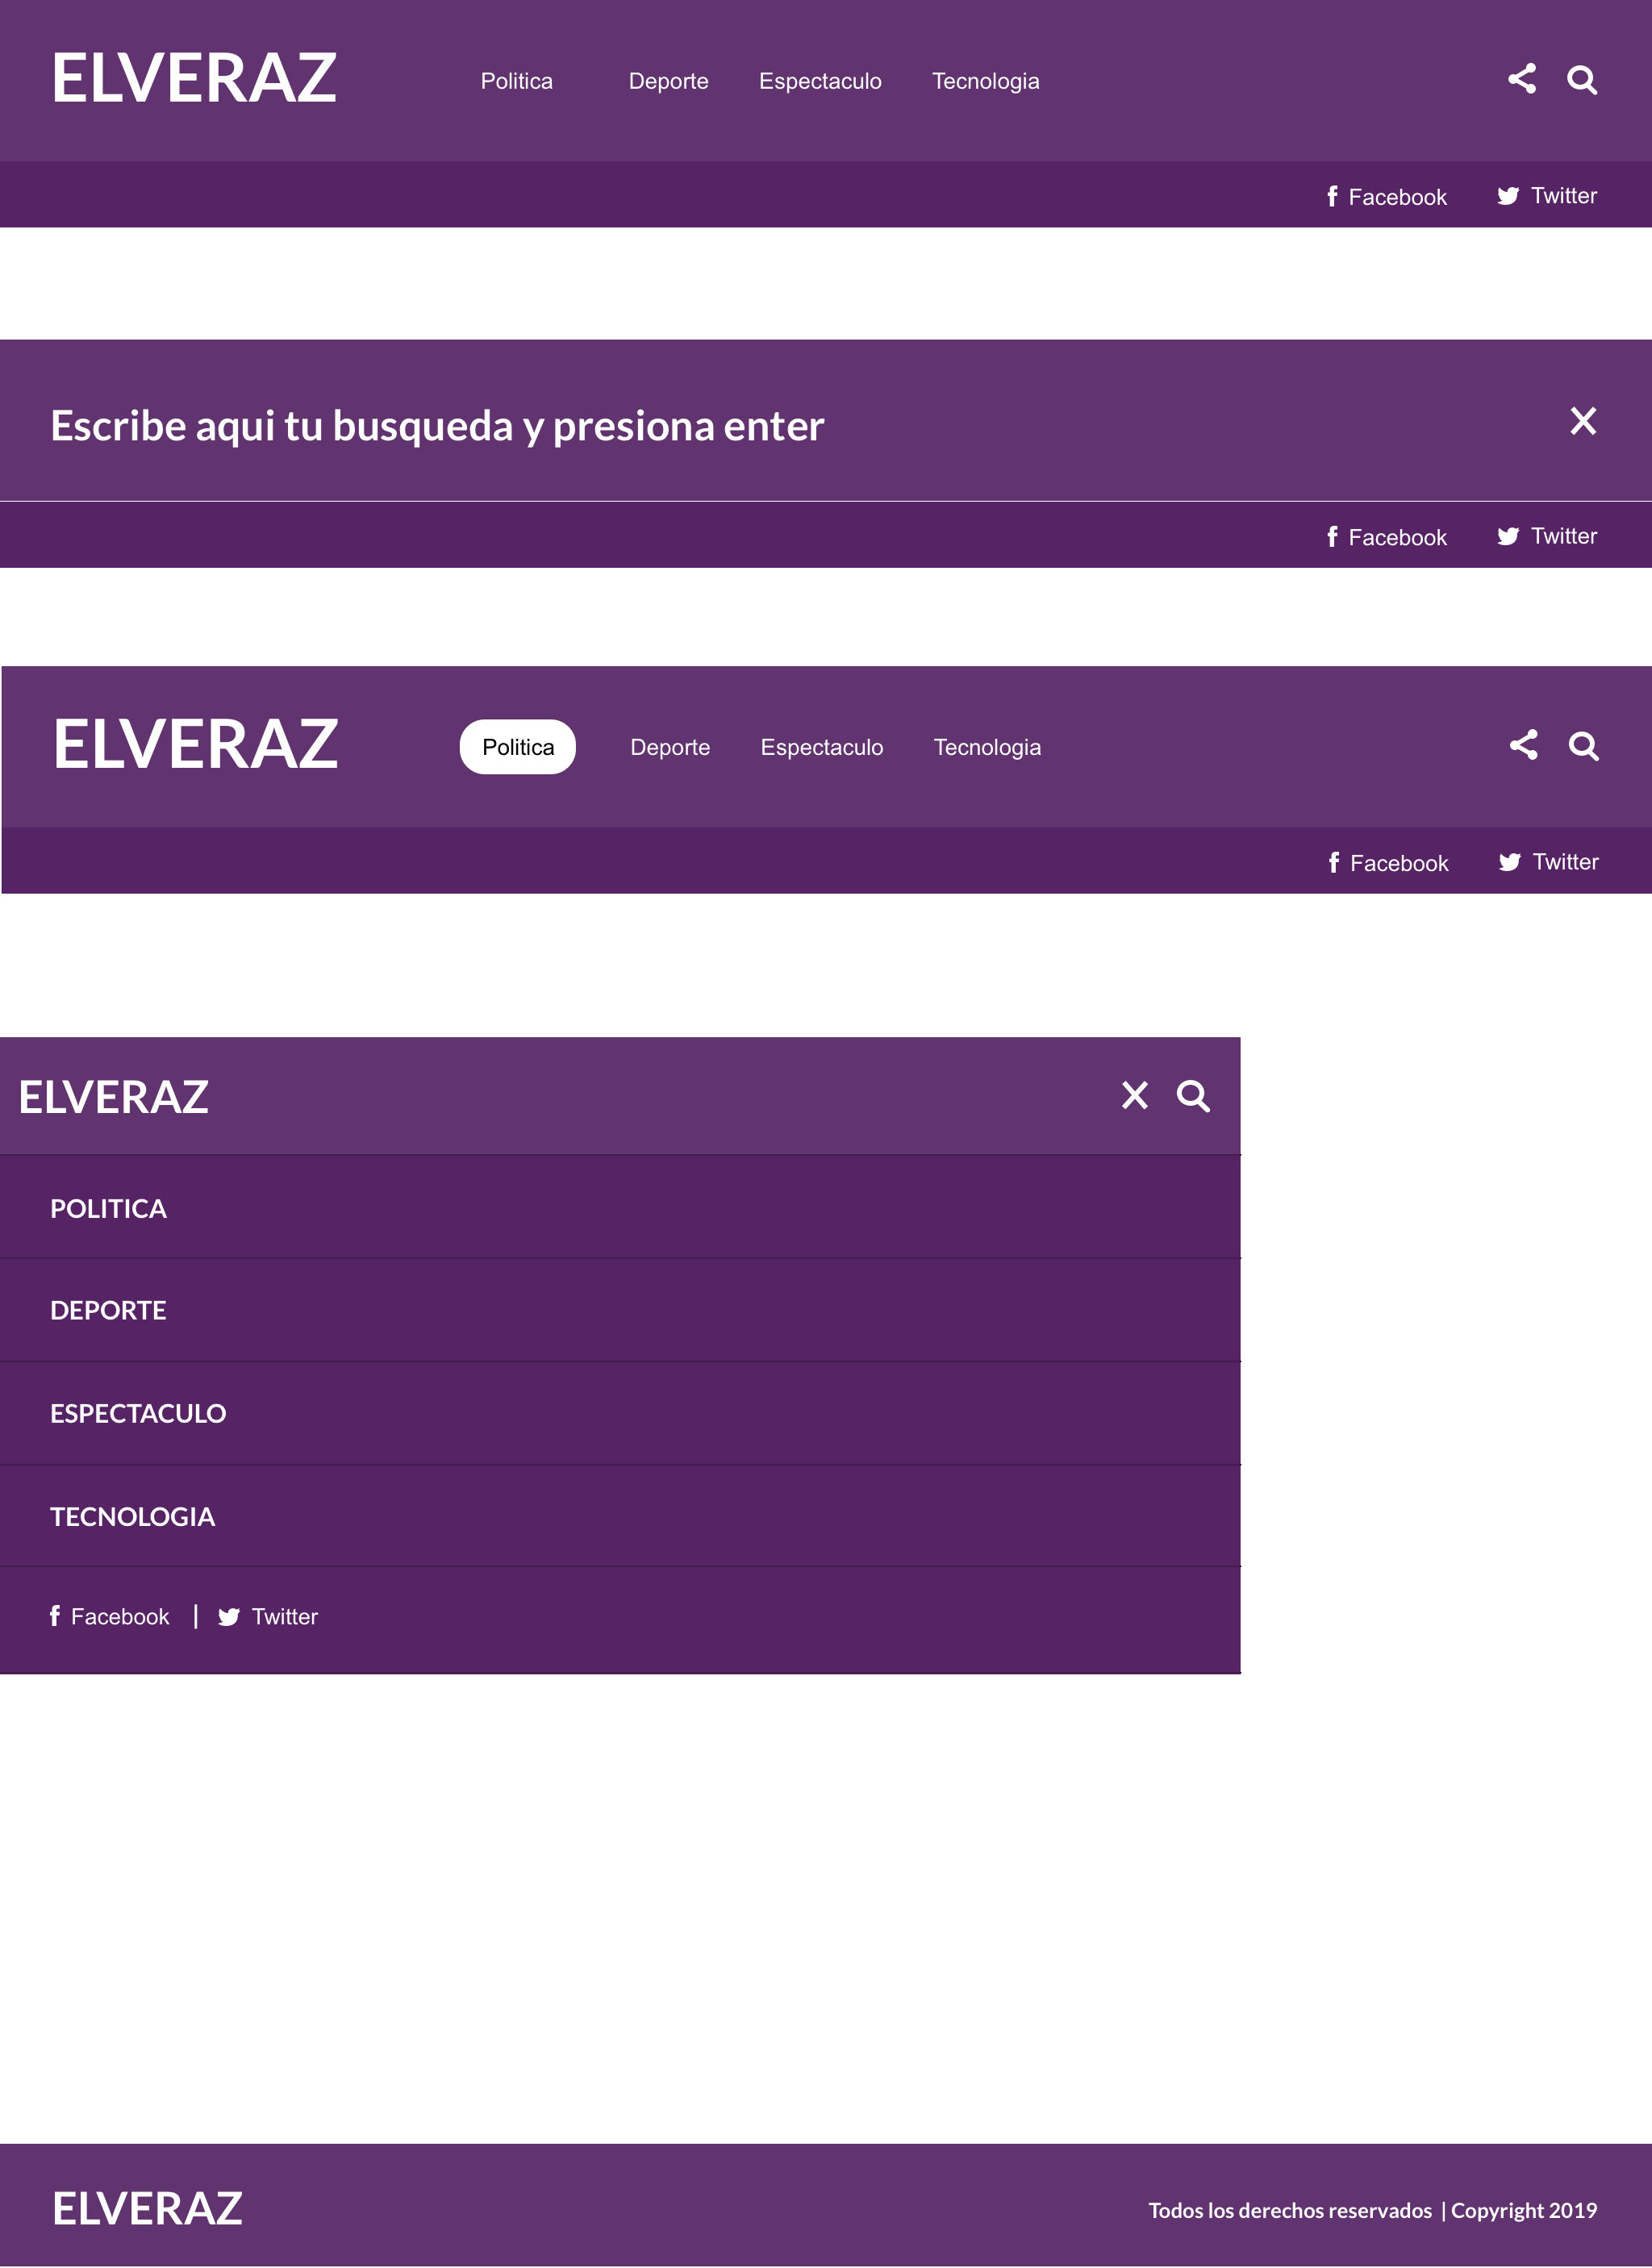 ELVERAZ Politica Deporte Espectaculo Tecnologia
Facebook Twitter
Escribe aqui tu busqueda y presiona enter
Facebook Twitter
ELVERAZ Politica Deporte Espectaculo Tecnologia
Facebook Twitter
ELVERAZ
POLITICA
DEPORTE
ESPECTACULO
TECNOLOGIA
Facebook | Twitter
ELVERAZ Todos los derechos reservados | Copyright 2019